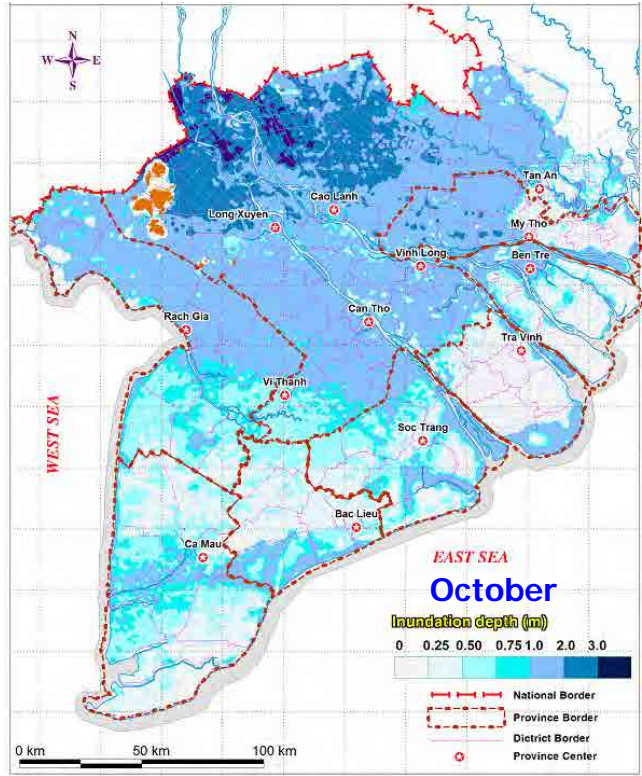 N
W E
S
Tan An
Cao Lanh
Long Xuyen
My Tho
Vinh Long
Ben Tre
Rach Gia
Can Tho
Tra Vinh
Vi Thanh
WEST SEA
Soc Trang
Bac Lieu
Ca Mau
EAST SEA
October
Inundation depth (m)
0 0.25 0.50 0.75 1.0 2.0 3.0
National Border
Province Border
Dictrict Border
Province Center
0 km 50 km 100 km